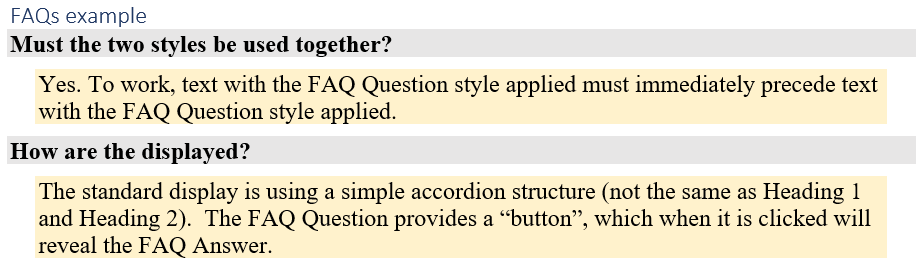 FAQs example
Must the two styles be used together?
Yes. To work, text with the FAQ Question style applied must immediately precede text
with the FAQ Question style applied.
How are the displayed?
The standard display is using a simple accordion structure (not the same as Heading 1
and Heading 2).  The FAQ Question provides a “button”, which when it is clicked will
reveal the FAQ Answer.